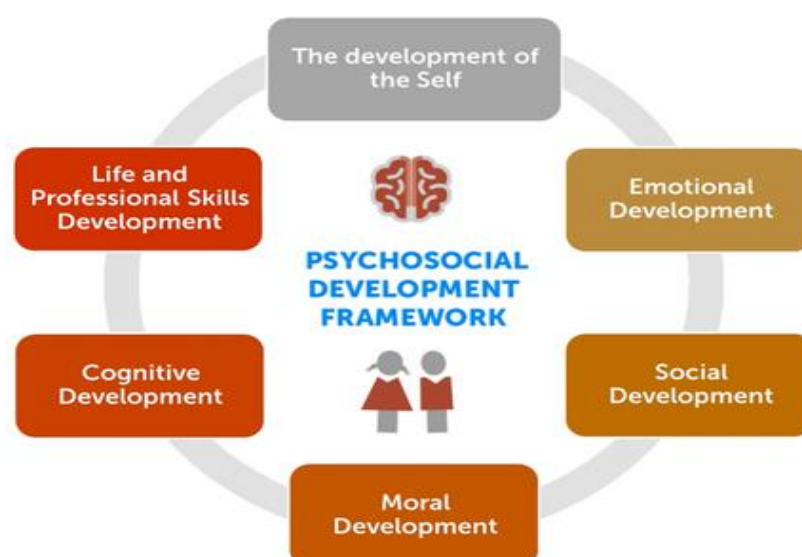 The development of
the Self
Life and
Professional Skills
Development
Emotional
Development
PSYCHOSOCIAL
DEVELOPMENT
FRAMEWORK
Cognitive
Development
Social
Development
Moral
Development